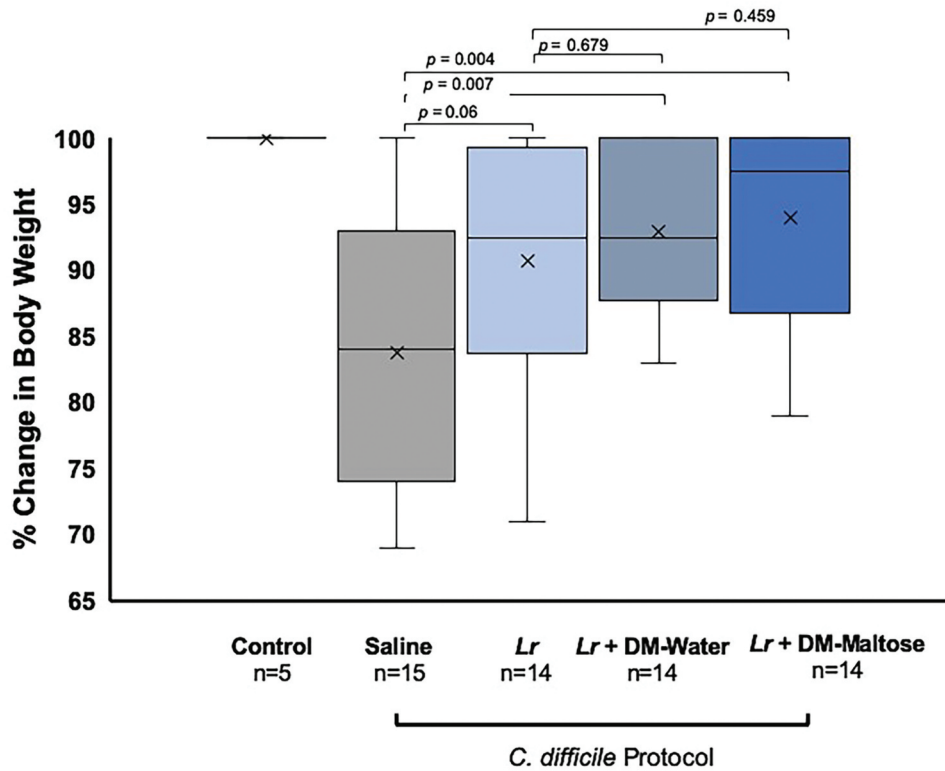 p = 0.459
p = 0.679
p = 0.004
p = 0.007
p = 0.06
% Change in Body Weight
100
95
90
85
80
75
70
65
Control Saline Lr Lr + DM-Water Lr + DM-Maltose
n=5 n=15 n=14 n=14 n=14
C. difficile Protocol